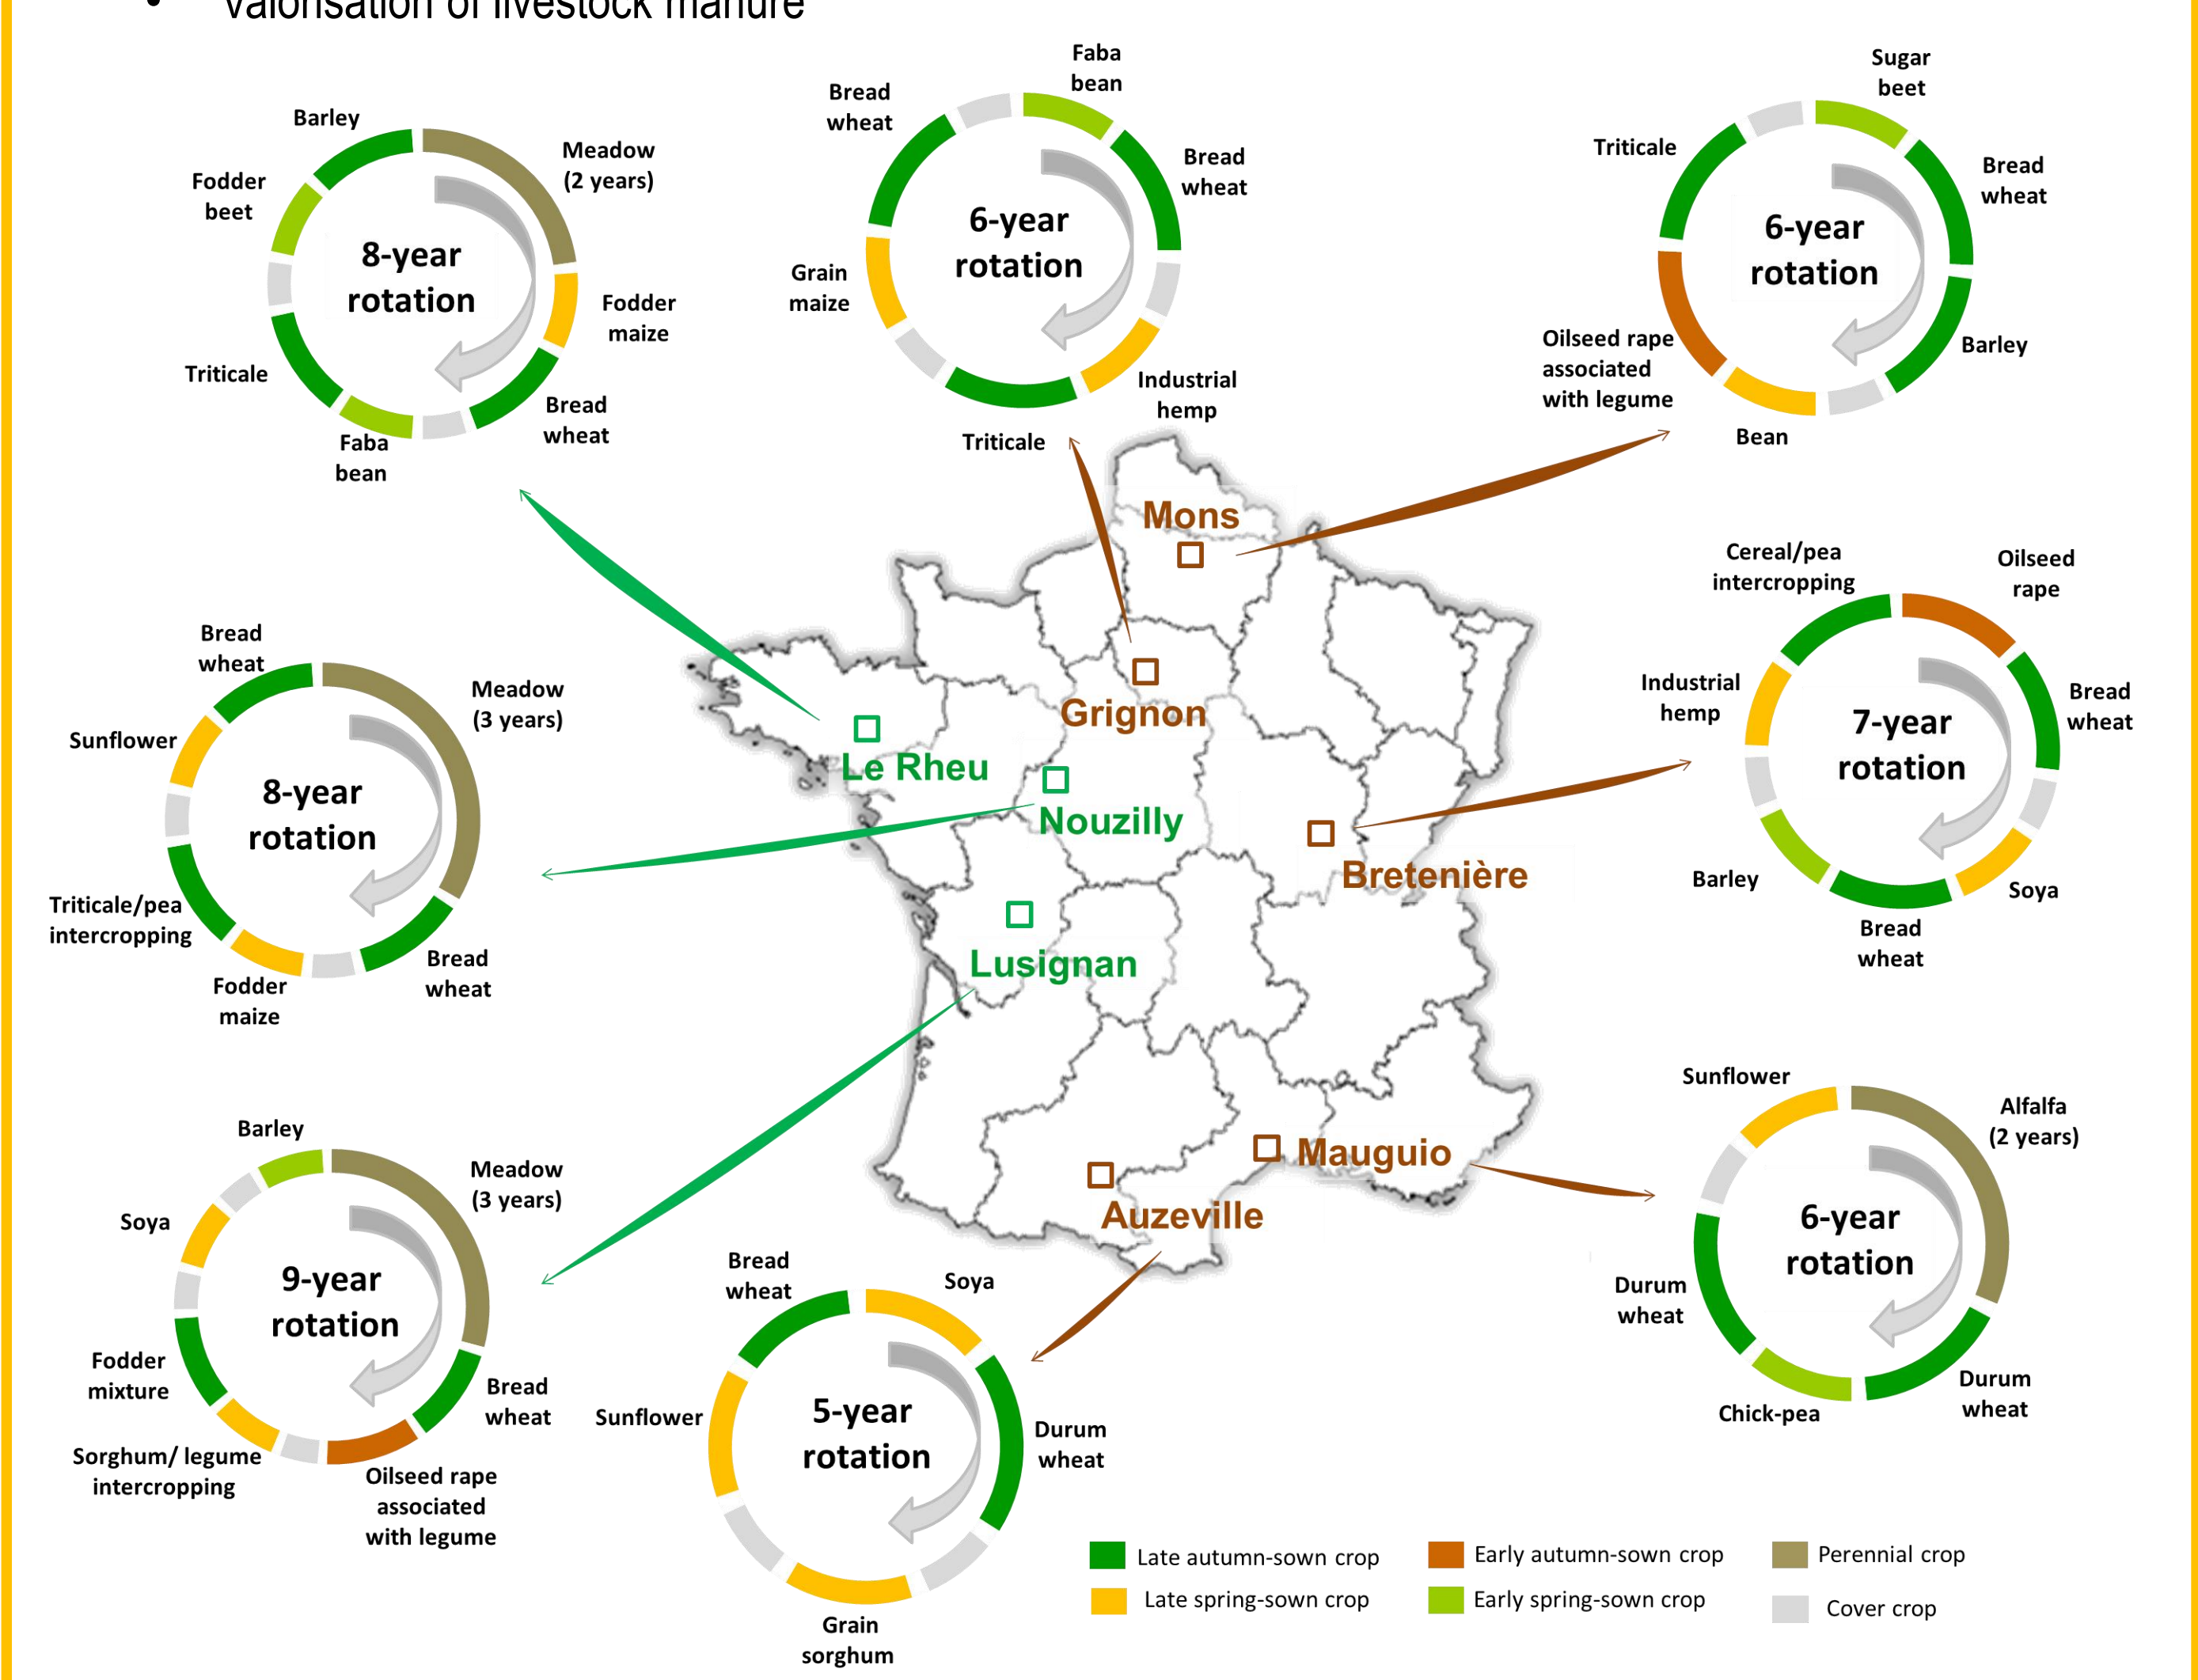 • valorisation of livestock manure
Barley
Meadow
(2 years)
Fodder
beet
8-year
rotation
Fodder
maize
Triticale
Bread
wheat
Faba
bean
Faba
bean
Bread
wheat
Bread
wheat
6-year
rotation
Grain
maize
Industrial
hemp
Triticale
Sugar
beet
Triticale
Bread
wheat
6-year
rotation
Oilseed rape
associated
with legume
Barley
Bean
Mons
Grignon
Le Rheu
Nouzilly
Bretenière
Lusignan
Mauguio
Auzeville
Bread
wheat
Meadow
(3 years)
Sunflower
8-year
rotation
Triticale/pea
intercropping
Bread
wheat
Fodder
maize
Cereal/pea
intercropping
Oilseed
rape
Industrial
hemp
Bread
wheat
7-year
rotation
Barley
Soya
Bread
wheat
Barley
Meadow
(3 years)
Soya
9-year
rotation
Fodder
mixture
Bread
wheat
Sorghum/ legume
intercropping
Oilseed rape
associated
with legume
Bread
wheat
Soya
Sunflower
5-year
rotation
Durum
wheat
Grain
sorghum
Sunflower
Alfalfa
(2 years)
6-year
rotation
Durum
wheat
Chick-pea
Durum
wheat
Late autumn-sown crop
Early autumn-sown crop
Perennial crop
Late spring-sown crop
Early spring-sown crop
Cover crop